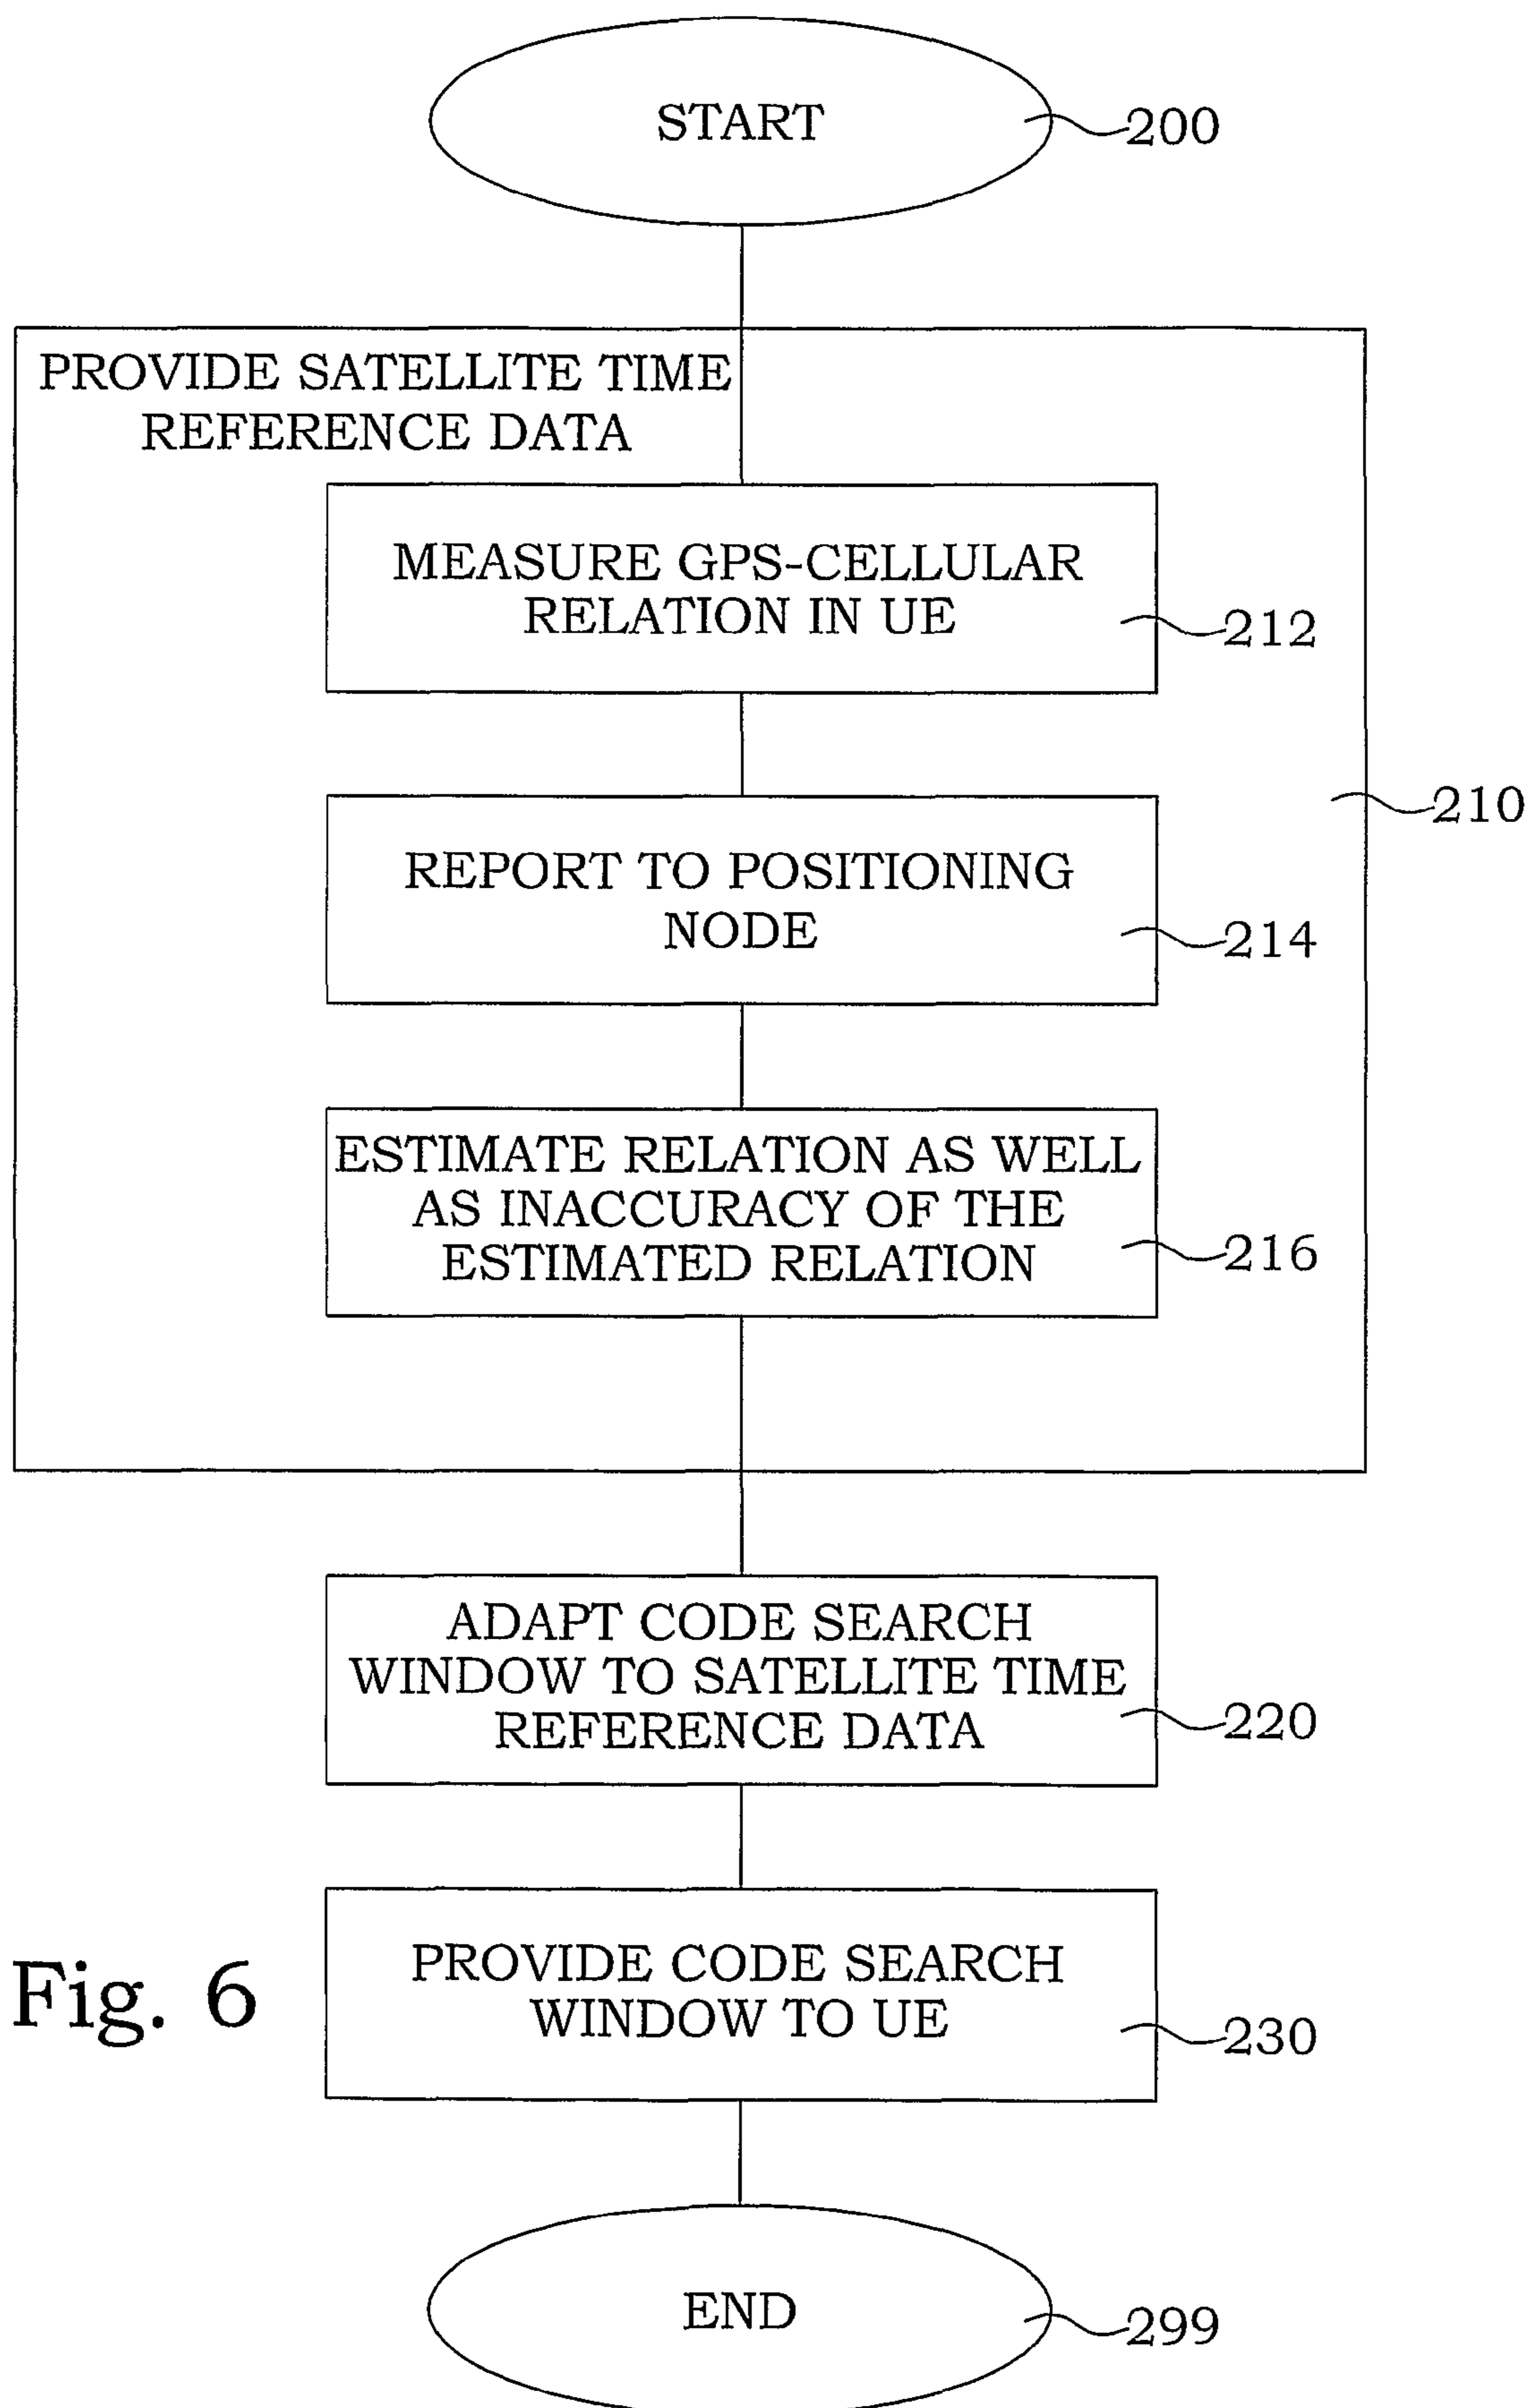 START
200
PROVIDE SATELLITE TIME
REFERENCE DATA
MEASURE GPS-CELLULAR
RELATION IN UE
212
210
REPORT TO POSITIONING
NODE
214
ESTIMATE RELATION AS WELL
AS INACCURACY OF THE
ESTIMATED RELATION
216
ADAPT CODE SEARCH
WINDOW TO SATELLITE TIME
REFERENCE DATA
220
PROVIDE CODE SEARCH
WINDOW TO UE
230
Fig. 6
END
299